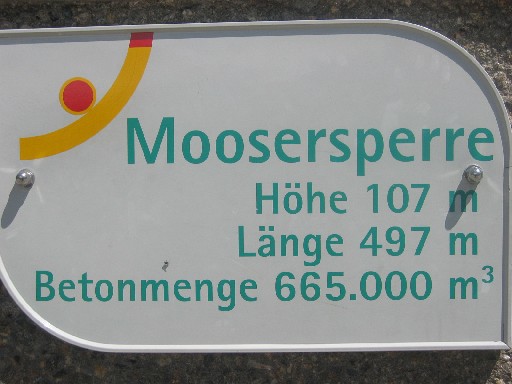 Moosersperre
Höhe 107 m
Länge 497 m
Betonmenge 665.000 m³